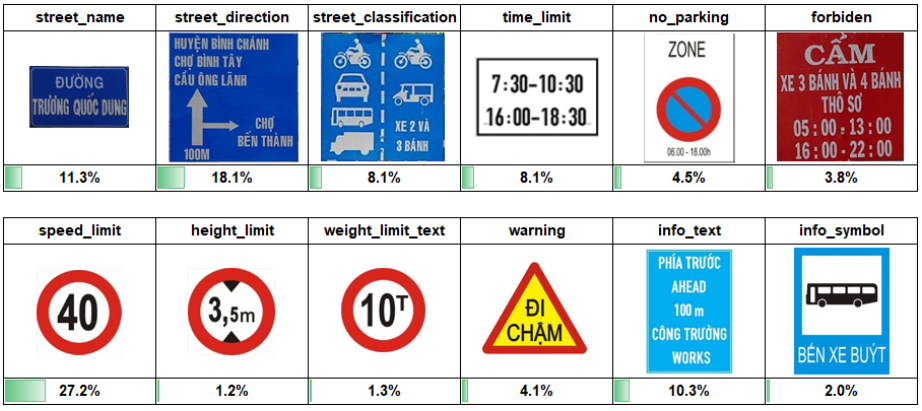 street_name street_direction street_classification time_limit no_parking forbiden
ĐƯỜNG
TRƯƠNG QUỐC DUNG
HUYỆN BÌNH CHÁNH
CHỢ BÌNH TÂY
CẦU ÔNG LÃNH
CHỢ
BẾN THÀNH
100M
XE 2 VÀ
3 BÁNH
7:30-10:30
16:00-18:30
ZONE
06.00 - 18.00h
CẤM
XE 3 BÁNH VÀ 4 BÁNH
THÔ SƠ
05 : 00 - 13 : 00
16 : 00 - 22 : 00
11.3% 18.1% 8.1% 8.1% 4.5% 3.8%
speed_limit height_limit weight_limit_text warning info_text info_symbol
40
3,5m
10T
ĐI
CHẬM
PHÍA TRƯỚC
AHEAD
100 m
CÔNG TRƯỜNG
WORKS
BẾN XE BUÝT
27.2% 1.2% 1.3% 4.1% 10.3% 2.0%